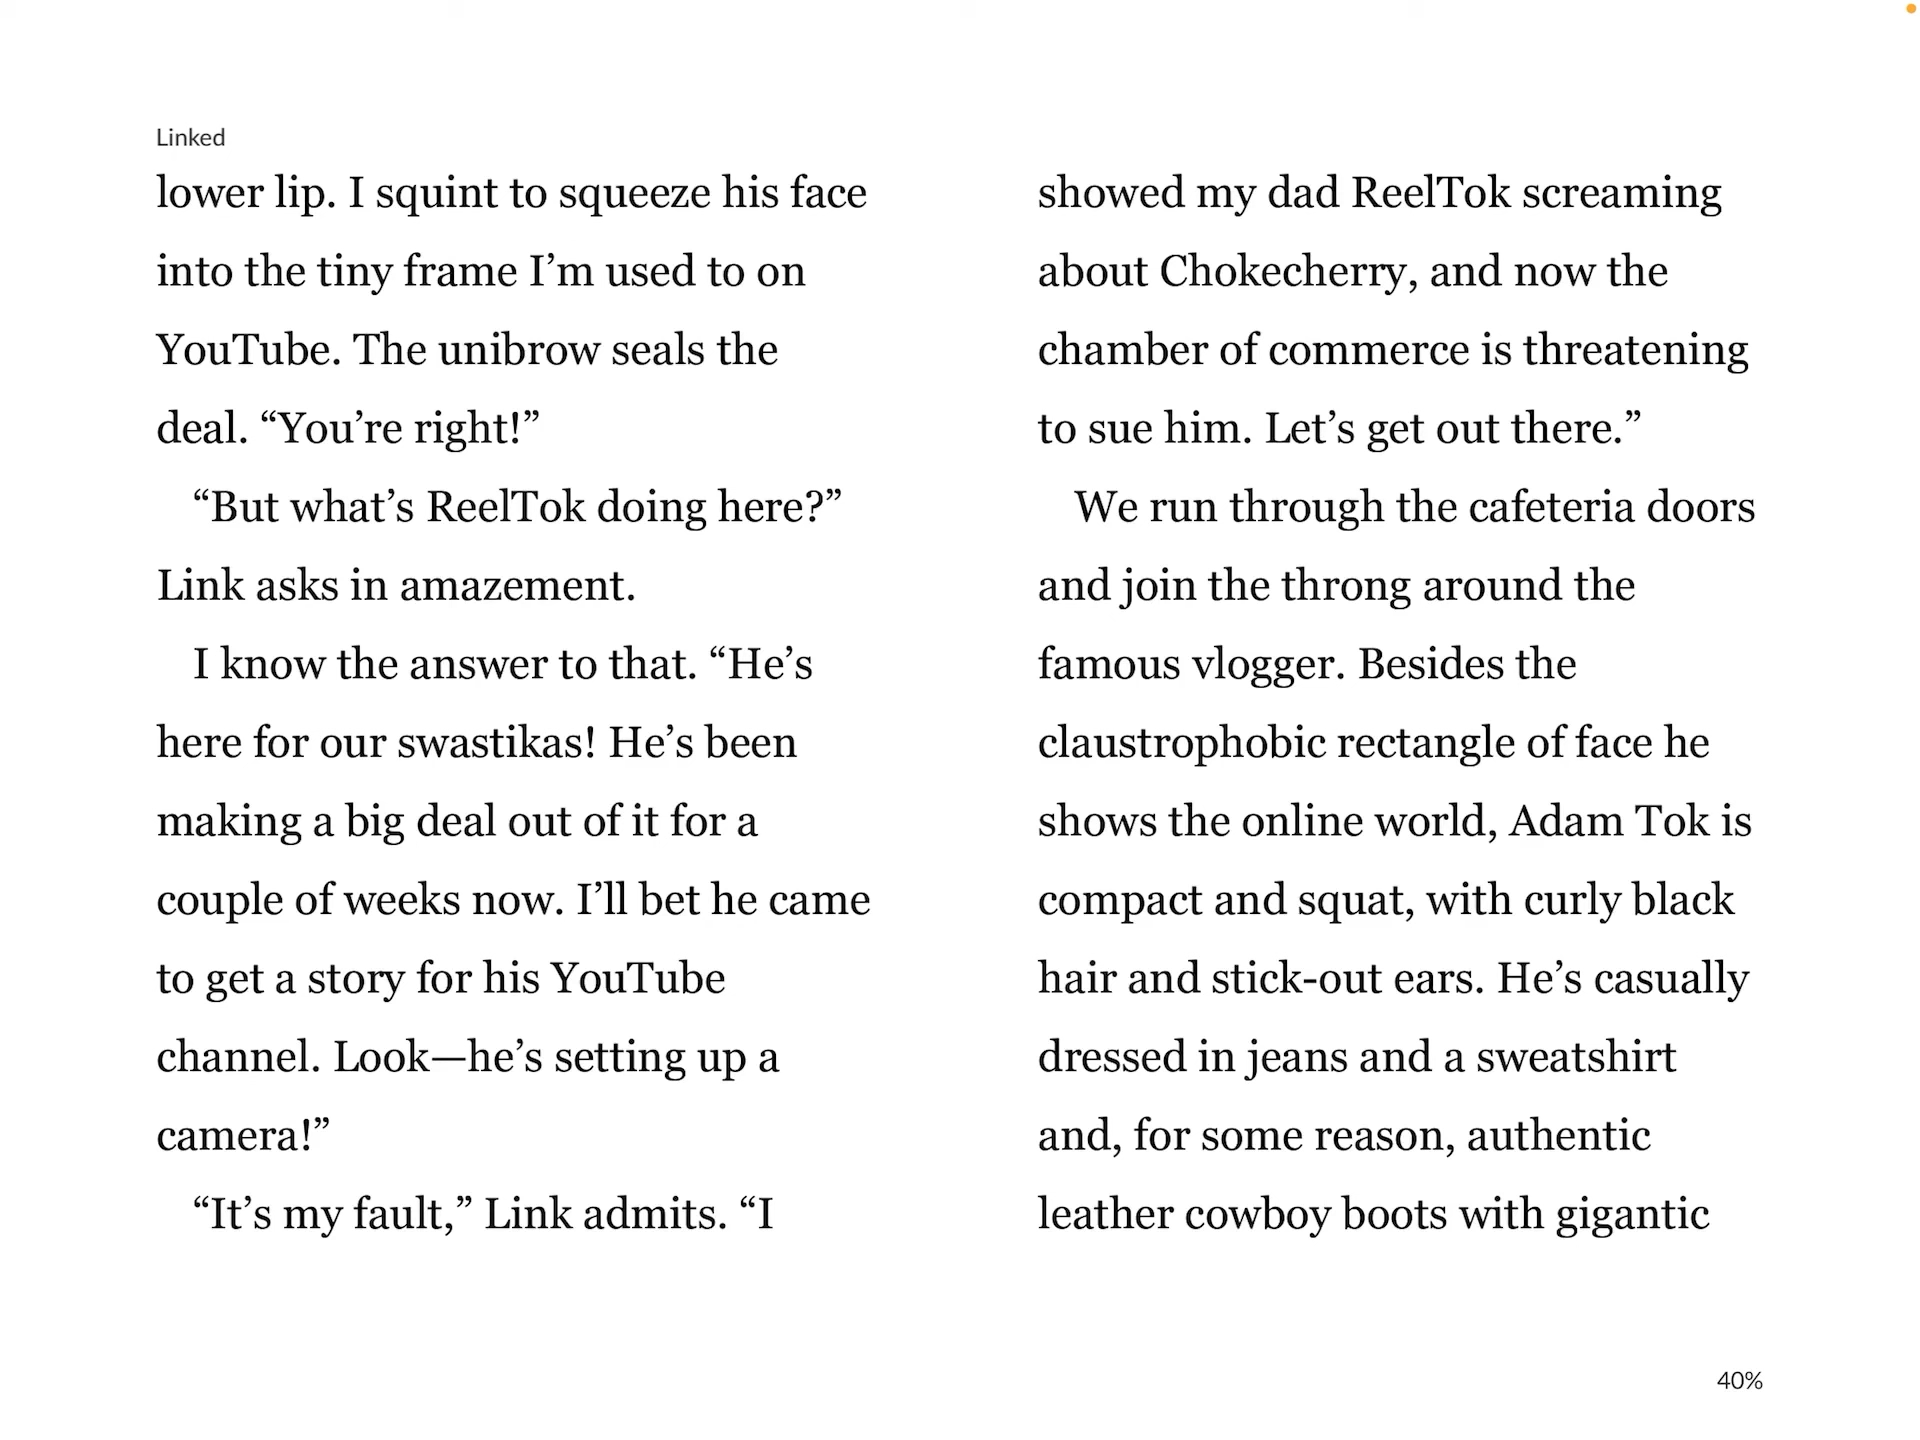 Linked
lower lip. I squint to squeeze his face
into the tiny frame I’m used to on
YouTube. The unibrow seals the
deal. “You’re right!”
“But what’s ReelTok doing here?”
Link asks in amazement.
I know the answer to that. “He’s
here for our swastikas! He’s been
making a big deal out of it for a
couple of weeks now. I’ll bet he came
to get a story for his YouTube
channel. Look—he’s setting up a
camera!”
“It’s my fault,” Link admits. “I
showed my dad ReelTok screaming
about Chokecherry, and now the
chamber of commerce is threatening
to sue him. Let’s get out there.”
We run through the cafeteria doors
and join the throng around the
famous vlogger. Besides the
claustrophobic rectangle of face he
shows the online world, Adam Tok is
compact and squat, with curly black
hair and stick-out ears. He’s casually
dressed in jeans and a sweatshirt
and, for some reason, authentic
leather cowboy boots with gigantic
40%